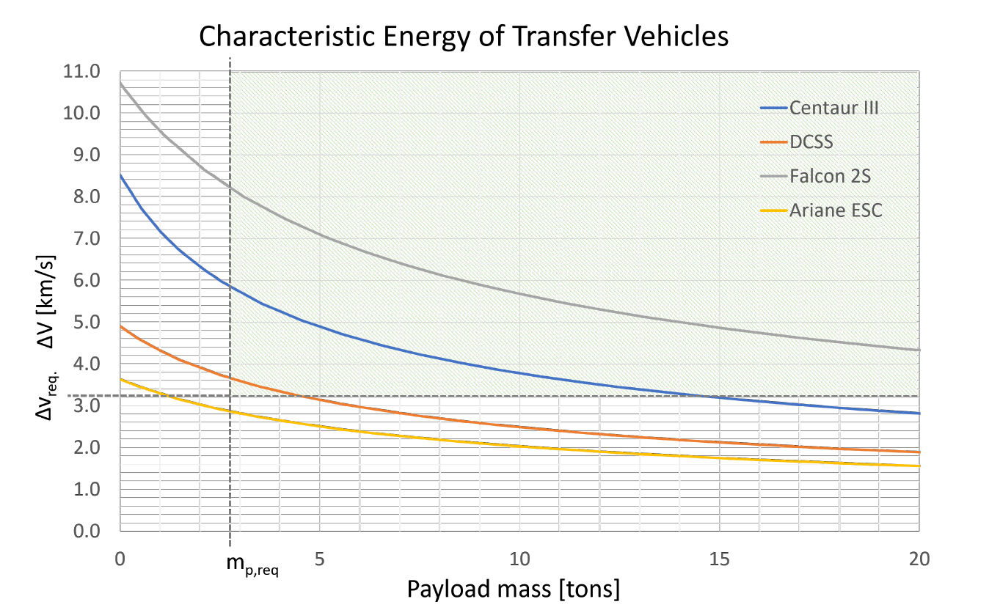 Characteristic Energy of Transfer Vehicles
11.0
10.0
9.0
8.0
7.0
6.0
5.0
4.0
3.0
2.0
1.0
0.0
ΔV [km/s]
Δvreq.
Centaur III
DCSS
Falcon 2S
Ariane ESC
0
mp,req
5
10
15
20
Payload mass [tons]